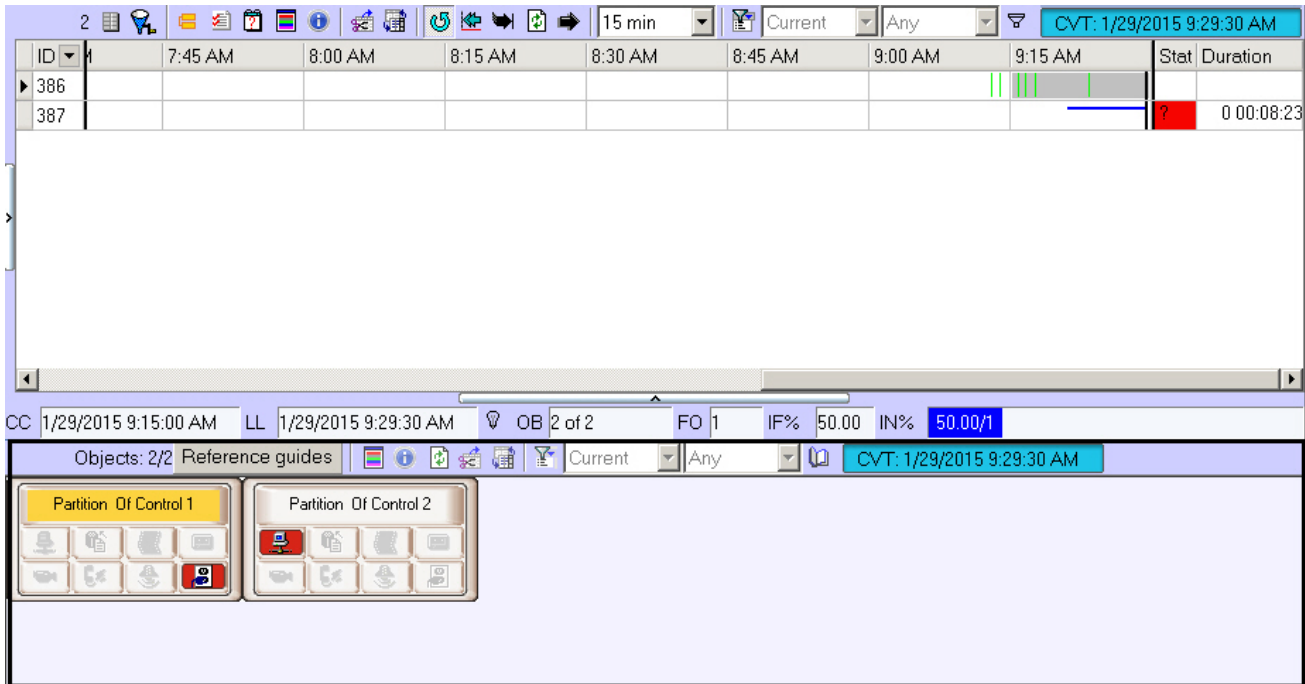 2 15 min Current Any CVT: 1/29/2015 9:29:30 AM
ID 7:45 AM 8:00 AM 8:15 AM 8:30 AM 8:45 AM 9:00 AM 9:15 AM Stat Duration
386
387 ? 0 00:08:23
CC 1/29/2015 9:15:00 AM LL 1/29/2015 9:29:30 AM OB 2 of 2 FO 1 IF% 50.00 IN% 50.00/1
Objects: 2/2 Reference guides Current Any CVT: 1/29/2015 9:29:30 AM
Partition Of Control 1 Partition Of Control 2